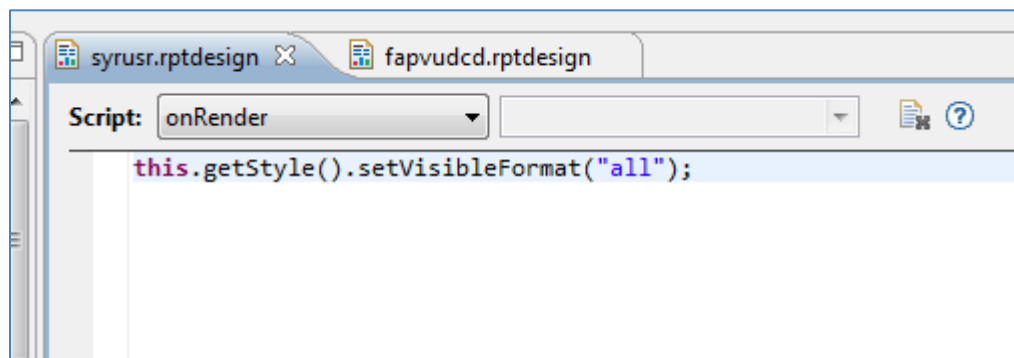 syrusr.rptdesign fapvudcd.rptdesign
Script: onRender
this.getStyle().setVisibleFormat("all");